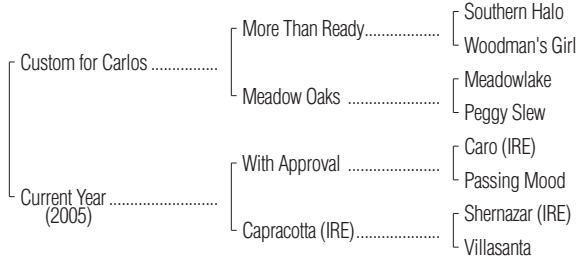 Southern Halo
More Than Ready....................
Woodman's Girl
Custom for Carlos ................
Meadowlake
Meadow Oaks ......................
Peggy Slew
Caro (IRE)
With Approval ......................
Passing Mood
Current Year ..........................
(2005)
Shernazar (IRE)
Capracotta (IRE)....................
Villasanta